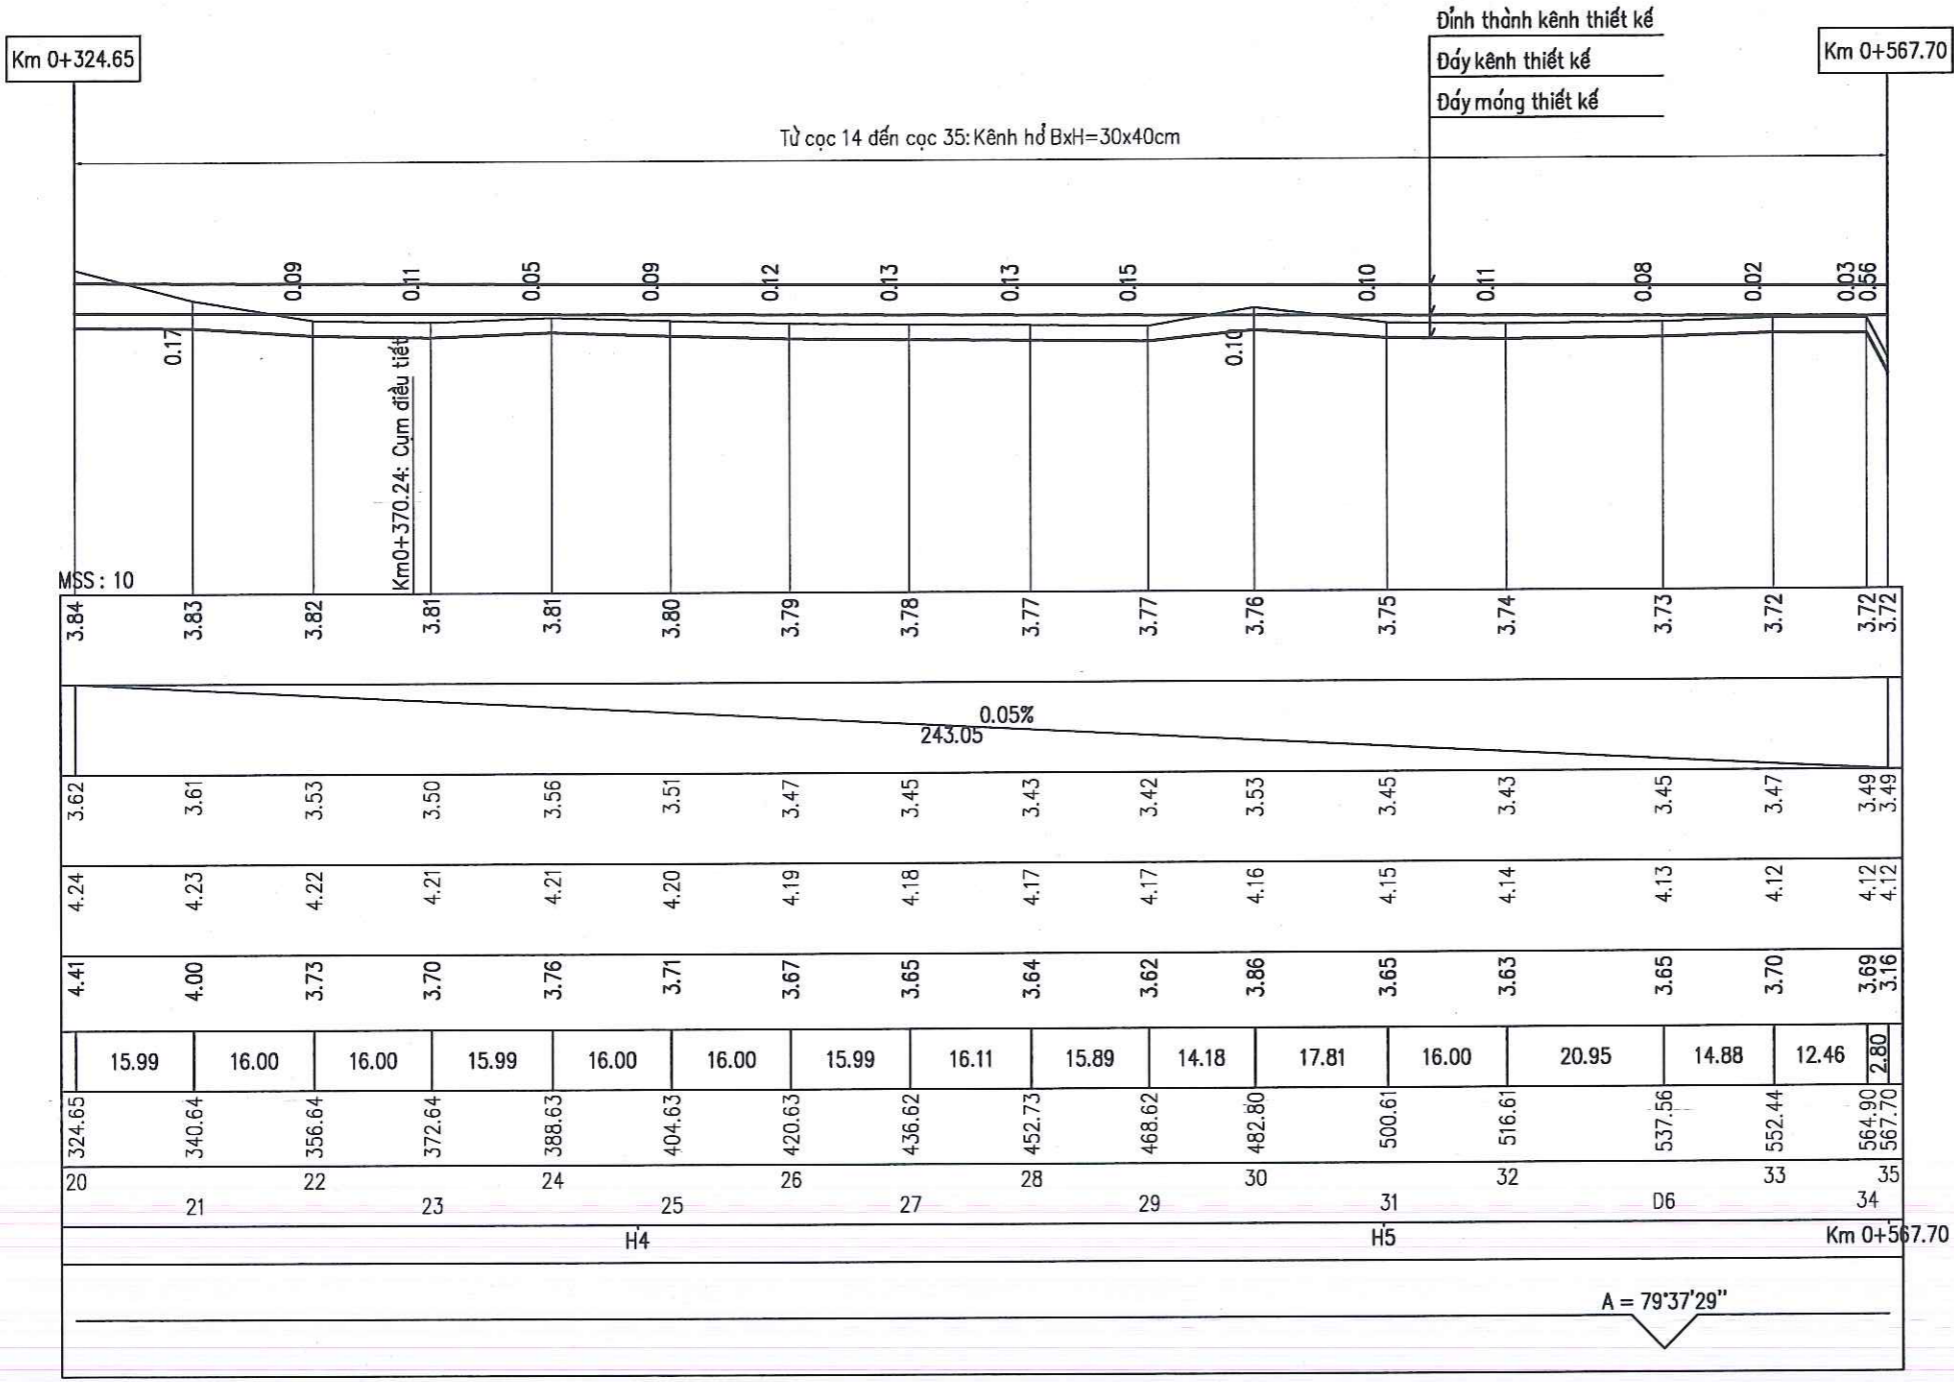 Đỉnh thành kênh thiết kế
Km 0+324.65
Km 0+567.70
Đáy kênh thiết kế
Đáy móng thiết kế
Từ cọc 14 đến cọc 35: Kênh hở BxH=30x40cm
0.09 0.11 0.05 0.09 0.12 0.13 0.13 0.15 0.10 0.11 0.08 0.02 0.03 0.56
0.17 0.10
Km0+370.24: Cụm điều tiết
MSS : 10
3.84 3.83 3.82 3.81 3.81 3.80 3.79 3.78 3.77 3.77 3.76 3.75 3.74 3.73 3.72 3.72 3.72
0.05%
243.05
3.62 3.61 3.53 3.50 3.56 3.51 3.47 3.45 3.43 3.42 3.53 3.45 3.43 3.45 3.47 3.49 3.49
4.24 4.23 4.22 4.21 4.21 4.20 4.19 4.18 4.17 4.17 4.16 4.15 4.14 4.13 4.12 4.12 4.12
4.41 4.00 3.73 3.70 3.76 3.71 3.67 3.65 3.64 3.62 3.86 3.65 3.63 3.65 3.70 3.69 3.16
15.99 16.00 16.00 15.99 16.00 16.00 15.99 16.11 15.89 14.18 17.81 16.00 20.95 14.88 12.46 2.80
324.65 340.64 356.64 372.64 388.63 404.63 420.63 436.62 452.73 468.62 482.80 500.61 516.61 537.56 552.44 564.90 567.70
20 22 24 26 28 30 32 33 35
21 23 25 27 29 31 D6 34
H4 H5 Km 0+567.70
A = 79°37'29"